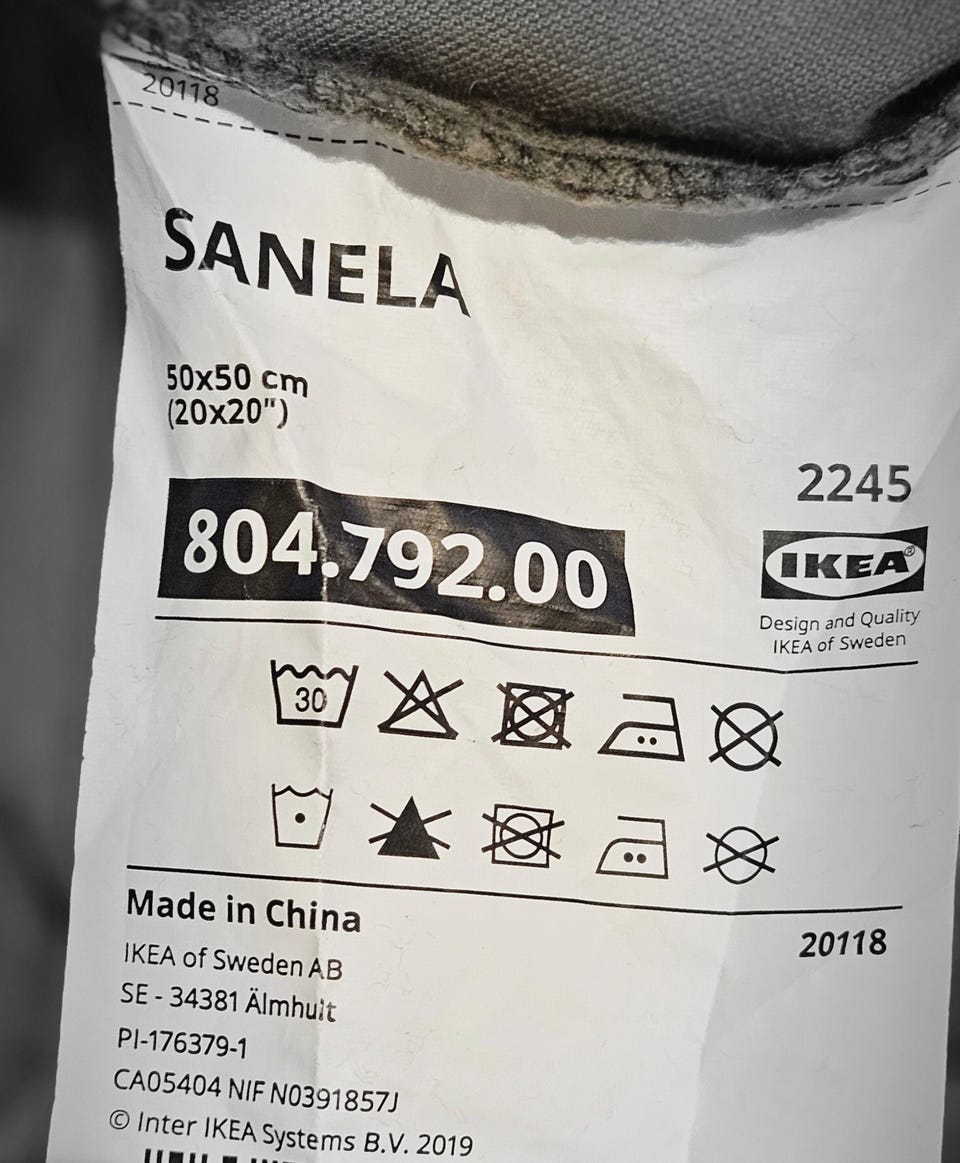 20118
SANELA
50x50 cm
(20x20")
2245
804.792.00
IKEA®
Design and Quality
IKEA of Sweden
30
Made in China
20118
IKEA of Sweden AB
SE - 34381 Älmhult
PI-176379-1
CA05404 NIF N0391857J
© Inter IKEA Systems B.V. 2019